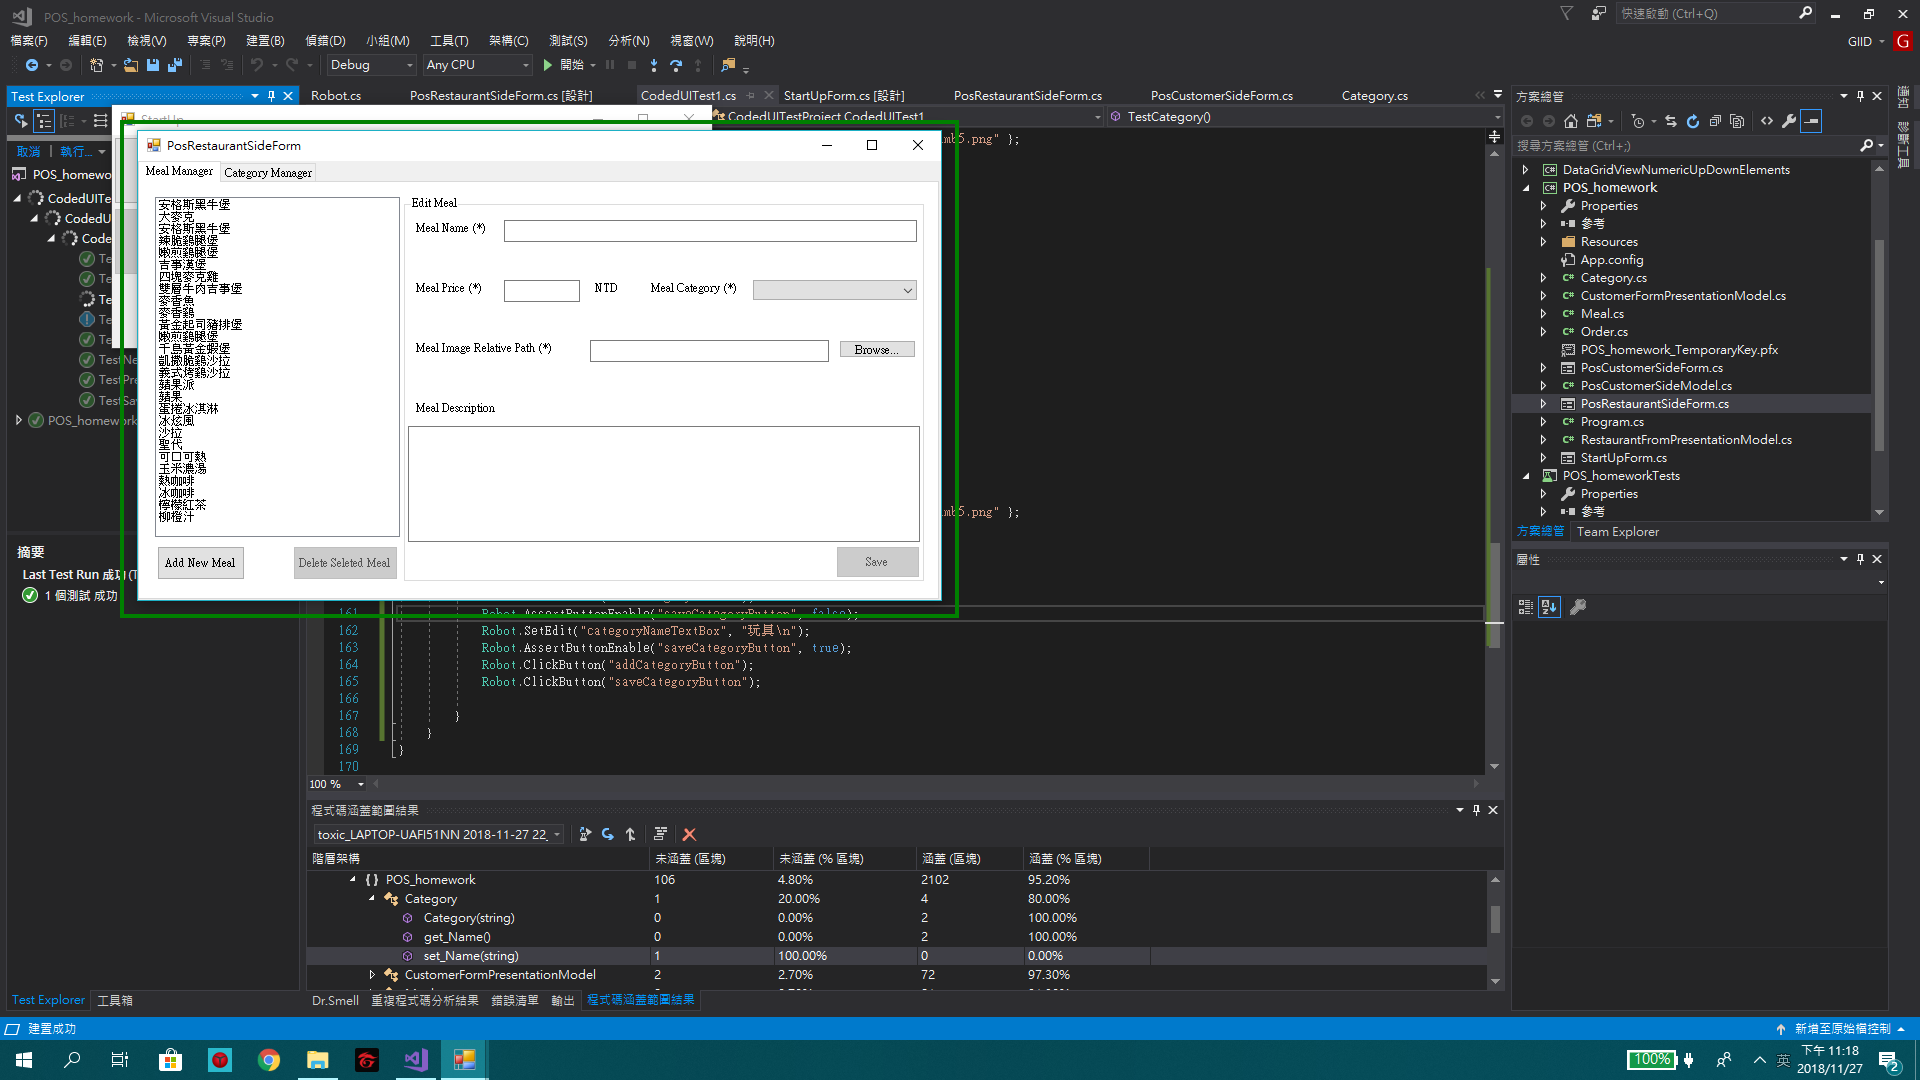 POS_homework - Microsoft Visual Studio
快速啟動 (Ctrl+Q)
檔案(F) 編輯(E) 檢視(V) 專案(P) 建置(B) 偵錯(D) 小組(M) 工具(T) 架構(C) 測試(S) 分析(N) 視窗(W) 說明(H)
GIID G
Debug Any CPU 開始
Test Explorer
Robot.cs PosRestaurantSideForm.cs [設計] CodedUITest1.cs StartUpForm.cs [設計] PosRestaurantSideForm.cs PosCustomerSideForm.cs Category.cs
方案總管
通知
診斷工具
StartUp
CodedUITestProject CodedUITest1
TestCategory()
取消 執行...
PosRestaurantSideForm
Meal Manager Category Manager
安格斯黑牛堡
大麥克
安格斯黑牛堡
辣脆鷄腿堡
嫩煎鷄腿堡
吉事漢堡
四塊麥克雞
雙層牛肉吉事堡
麥香魚
麥香鷄
黃金起司豬排堡
嫩煎鷄腿堡
千島黃金蝦堡
凱撒脆鷄沙拉
義式烤鷄沙拉
蘋果派
蘋果
蛋捲冰淇淋
冰炫風
沙拉
聖代
可口可熱
玉米濃湯
熱咖啡
冰咖啡
檸檬紅茶
柳橙汁
Add New Meal
Delete Seleted Meal
Edit Meal
Meal Name (*)
Meal Price (*) NTD Meal Category (*)
Meal Image Relative Path (*) Browse...
Meal Description
Save
POS_homewo
CodedUITe
CodedU
Code
Te
Te
Te
Te
Te
TestNe
TestPre
TestSa
POS_homework
摘要
Last Test Run 成功 (T
1 個測試 成功
mb5.png" };
mb5.png" };
161 Robot.AssertButtonEnable("saveCategoryButton", false);
162 Robot.SetEdit("categoryNameTextBox", "玩具\n");
163 Robot.AssertButtonEnable("saveCategoryButton", true);
164 Robot.ClickButton("addCategoryButton");
165 Robot.ClickButton("saveCategoryButton");
166
167 }
168 }
169 }
170
100 %
搜尋方案總管 (Ctrl+;)
DataGridViewNumericUpDownElements
POS_homework
Properties
參考
Resources
App.config
Category.cs
CustomerFormPresentationModel.cs
Meal.cs
Order.cs
POS_homework_TemporaryKey.pfx
PosCustomerSideForm.cs
PosCustomerSideModel.cs
PosRestaurantSideForm.cs
Program.cs
RestaurantFromPresentationModel.cs
StartUpForm.cs
POS_homeworkTests
Properties
參考
方案總管 Team Explorer
屬性
程式碼涵蓋範圍結果
toxic_LAPTOP-UAFI51NN 2018-11-27 22_
階層架構 未涵蓋 (區塊) 未涵蓋 (% 區塊) 涵蓋 (區塊) 涵蓋 (% 區塊)
{ } POS_homework 106 4.80% 2102 95.20%
Category 1 20.00% 4 80.00%
Category(string) 0 0.00% 2 100.00%
get_Name() 0 0.00% 2 100.00%
set_Name(string) 1 100.00% 0 0.00%
CustomerFormPresentationModel 2 2.70% 72 97.30%
Test Explorer 工具箱
Dr.Smell 重複程式碼分析結果 錯誤清單 輸出 程式碼涵蓋範圍結果
建置成功
新增至原始檔控制
100%
英
下午 11:18
2018/11/27
2